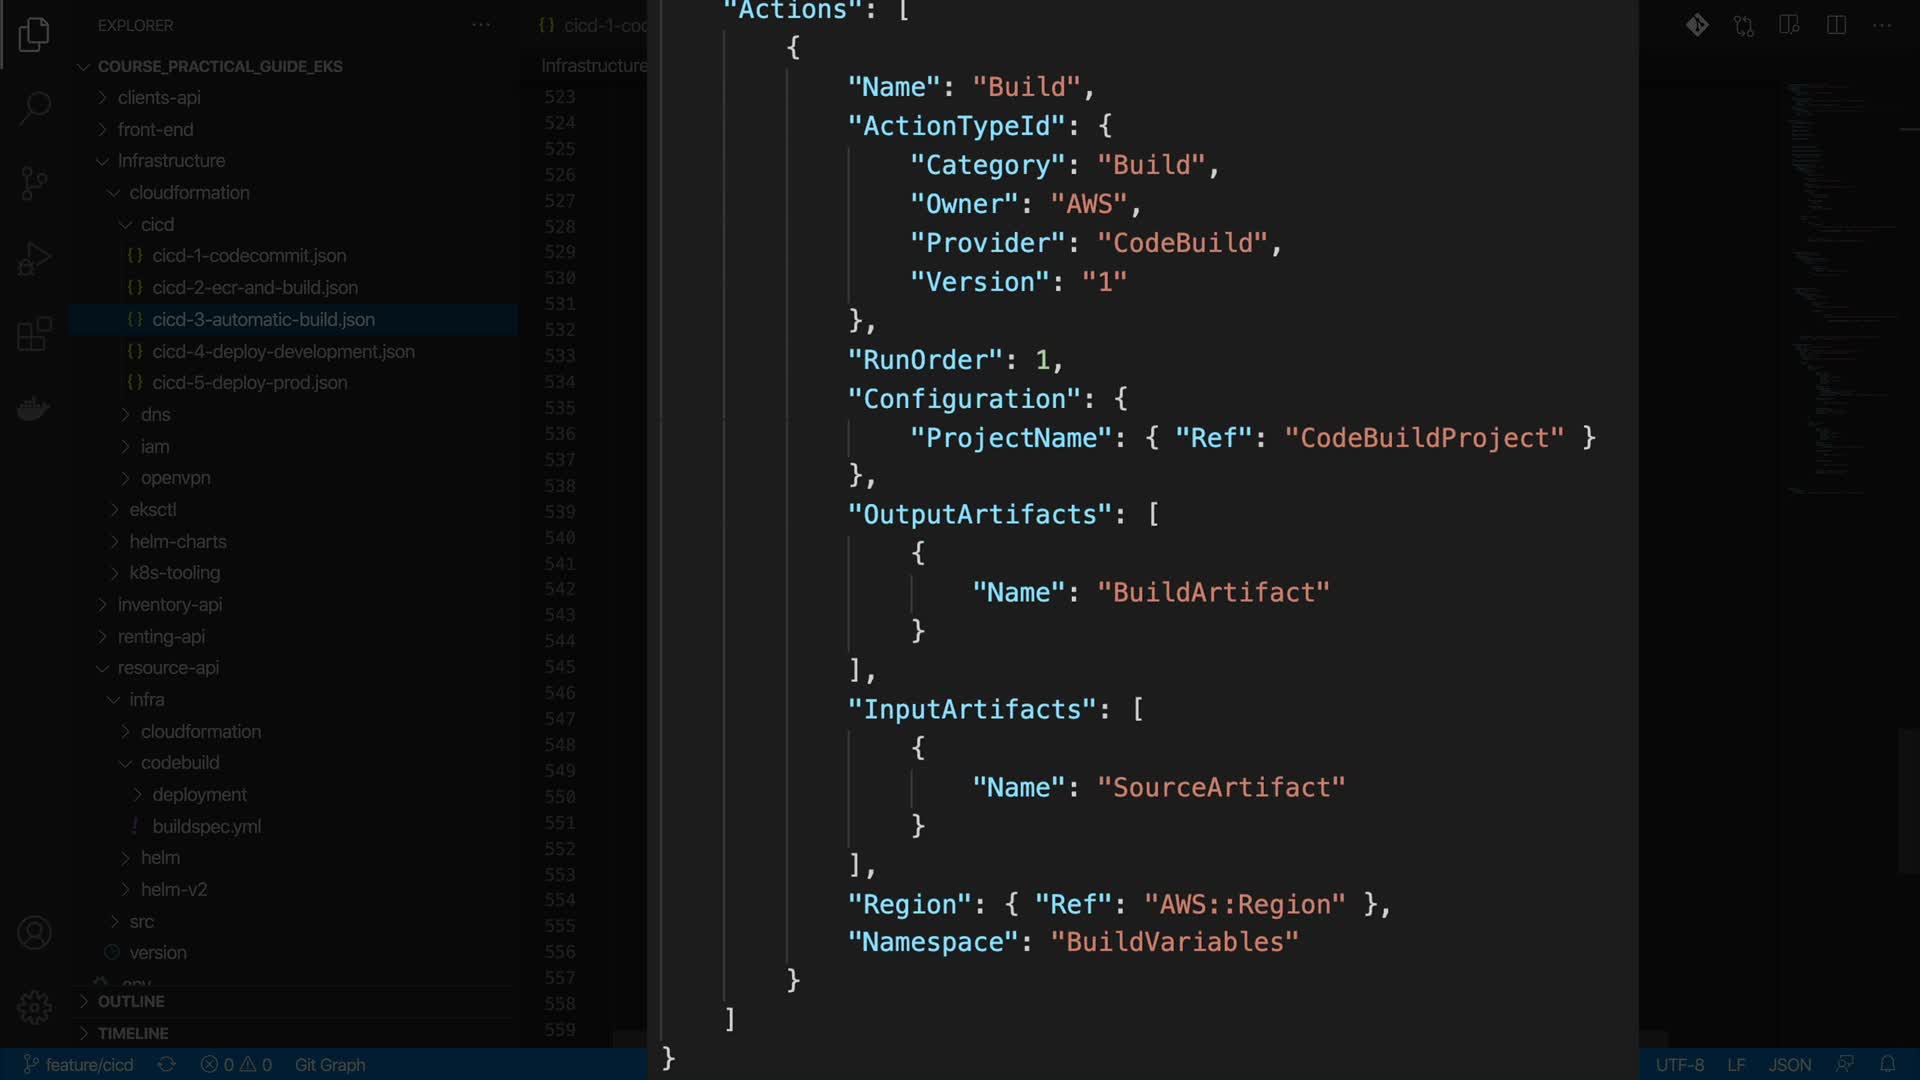 EXPLORER
COURSE_PRACTICAL_GUIDE_EKS
clients-api
front-end
Infrastructure
cloudformation
cicd
{} cicd-1-codecommit.json
{} cicd-2-ecr-and-build.json
{} cicd-3-automatic-build.json
{} cicd-4-deploy-development.json
{} cicd-5-deploy-prod.json
dns
iam
openvpn
eksctl
helm-charts
k8s-tooling
inventory-api
renting-api
resource-api
infra
cloudformation
codebuild
deployment
! buildspec.yml
helm
helm-v2
src
version
OUTLINE
TIMELINE
{} cicd-1-cod
Infrastructure
523
524
525
526
527
528
529
530
531
532
533
534
535
536
537
538
539
540
541
542
543
544
545
546
547
548
549
550
551
552
553
554
555
556
557
558
559
"Actions": [
{
"Name": "Build",
"ActionTypeId": {
"Category": "Build",
"Owner": "AWS",
"Provider": "CodeBuild",
"Version": "1"
},
"RunOrder": 1,
"Configuration": {
"ProjectName": { "Ref": "CodeBuildProject" }
},
"OutputArtifacts": [
{
"Name": "BuildArtifact"
}
],
"InputArtifacts": [
{
"Name": "SourceArtifact"
}
],
"Region": { "Ref": "AWS::Region" },
"Namespace": "BuildVariables"
}
]
}
feature/cicd 0 0 Git Graph
UTF-8 LF JSON